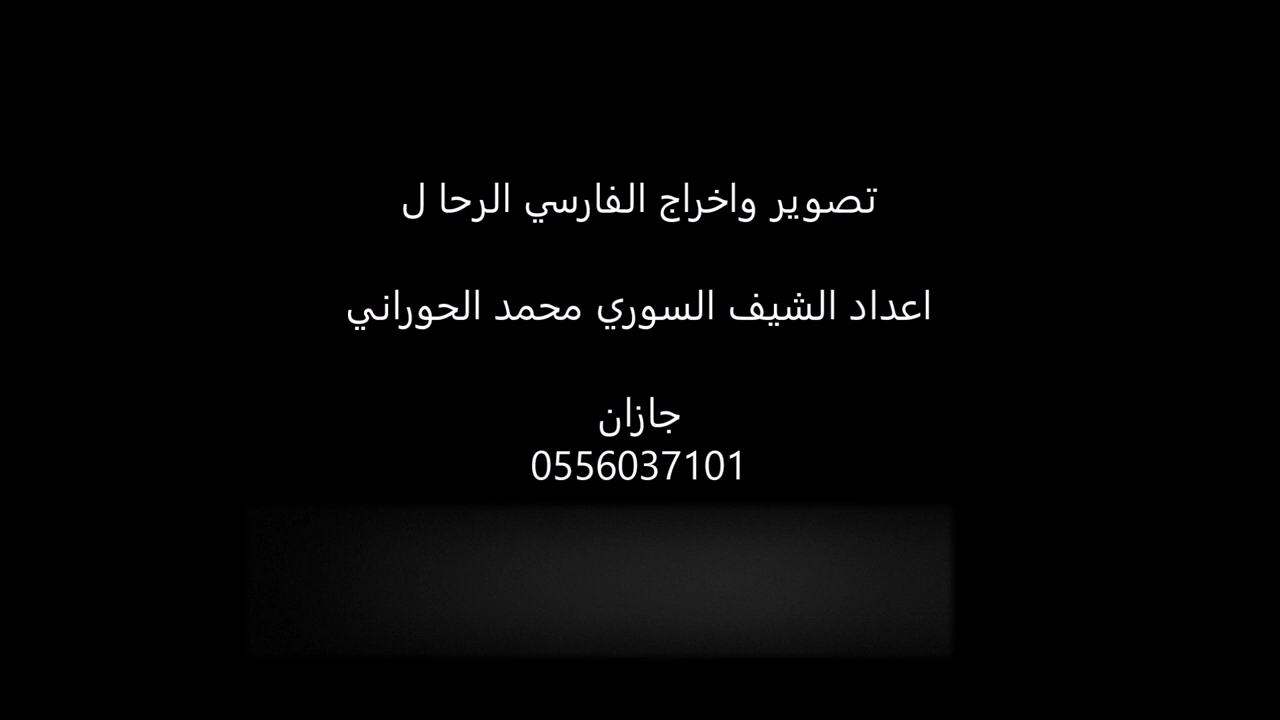 تصوير واخراج الفارسي الرحا ل
اعداد الشيف السوري محمد الحوراني
جازان
0556037101